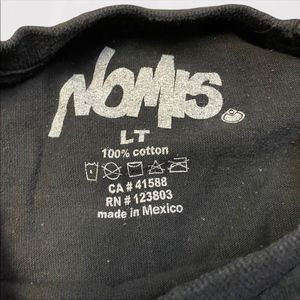 NOMIS
LT
100% cotton
CA # 41588
RN # 123803
made in Mexico